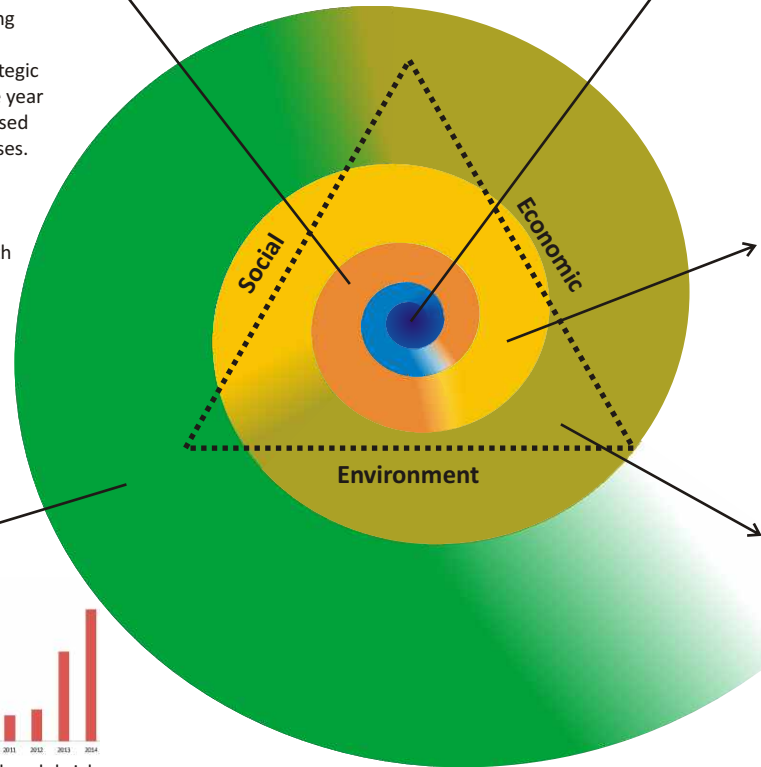 ng
tegic
year
sed
ses.
h
Social
Economic
Environment
2011 2012 2013 2014